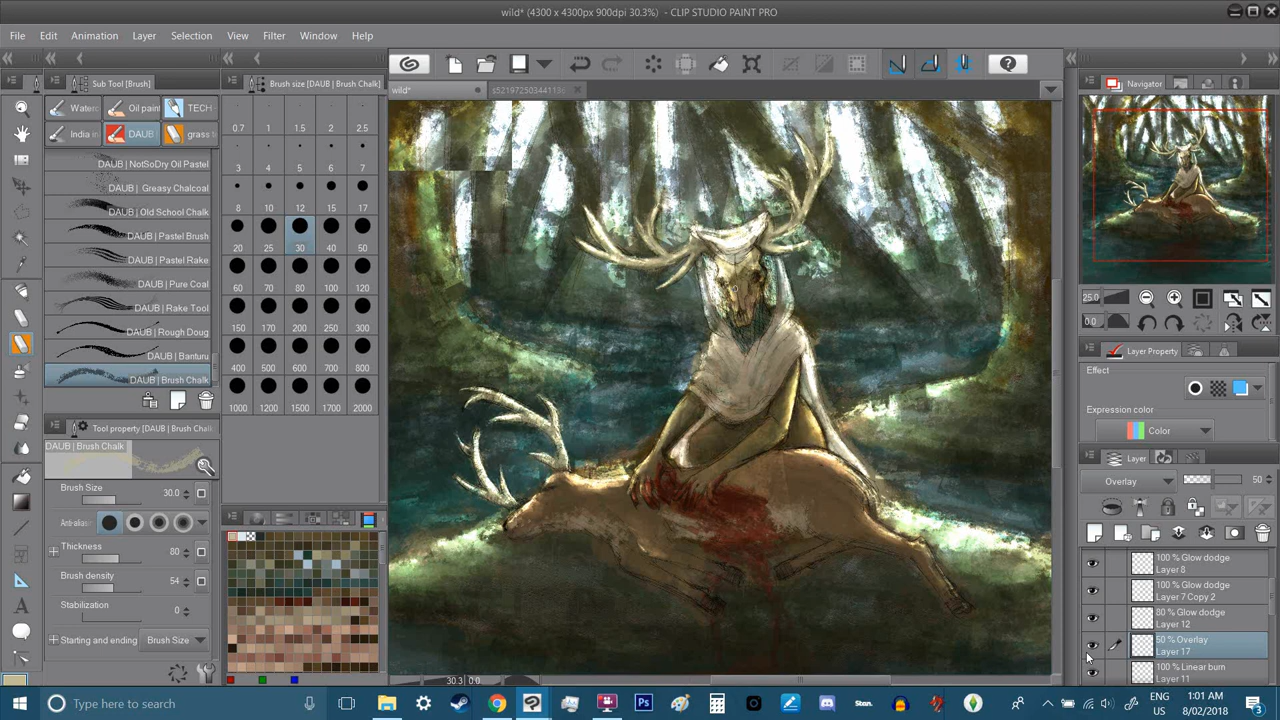 wild* (4300 x 4300px 900dpi 30.3%) - CLIP STUDIO PAINT PRO
File Edit Animation Layer Selection View Filter Window Help
Sub Tool [Brush]
Brush size [DAUB | Brush Chalk]
Navigator
wild*
Oil paint TECH
India in DAUB grass t
DAUB | NotSoDry Oil Pastel
DAUB | Greasy Chalcoal
DAUB | Old School Chalk
DAUB | Pastel Brush
DAUB | Pastel Rake
DAUB | Pure Coal
DAUB | Rake Tool
DAUB | Rough Doug
DAUB | Banturu
DAUB | Brush Chalk
0.7 1 1.5 2 2.5
3 4 5 6 7
8 10 12 15 17
20 25 30 40 50
60 70 80 100 120
150 170 200 250 300
400 500 600 700 800
1000 1200 1500 1700 2000
Tool property [DAUB | Brush Chalk]
DAUB | Brush Chalk
Brush Size 30.0
Anti-aliasing
Thickness 80
Brush density 54
Stabilization 0
Starting and ending Brush Size
25.0
0.0
Layer Property
Effect
Expression color
Color
Layer
Overlay 50
100 % Glow dodge
Layer 8
100 % Glow dodge
Layer 7 Copy 2
80 % Glow dodge
Layer 12
50 % Overlay
Layer 17
100 % Linear burn
Layer 11
30.3 0.0
Type here to search
Ps
Stan.
ENG
US
1:01 AM
8/02/2018
3